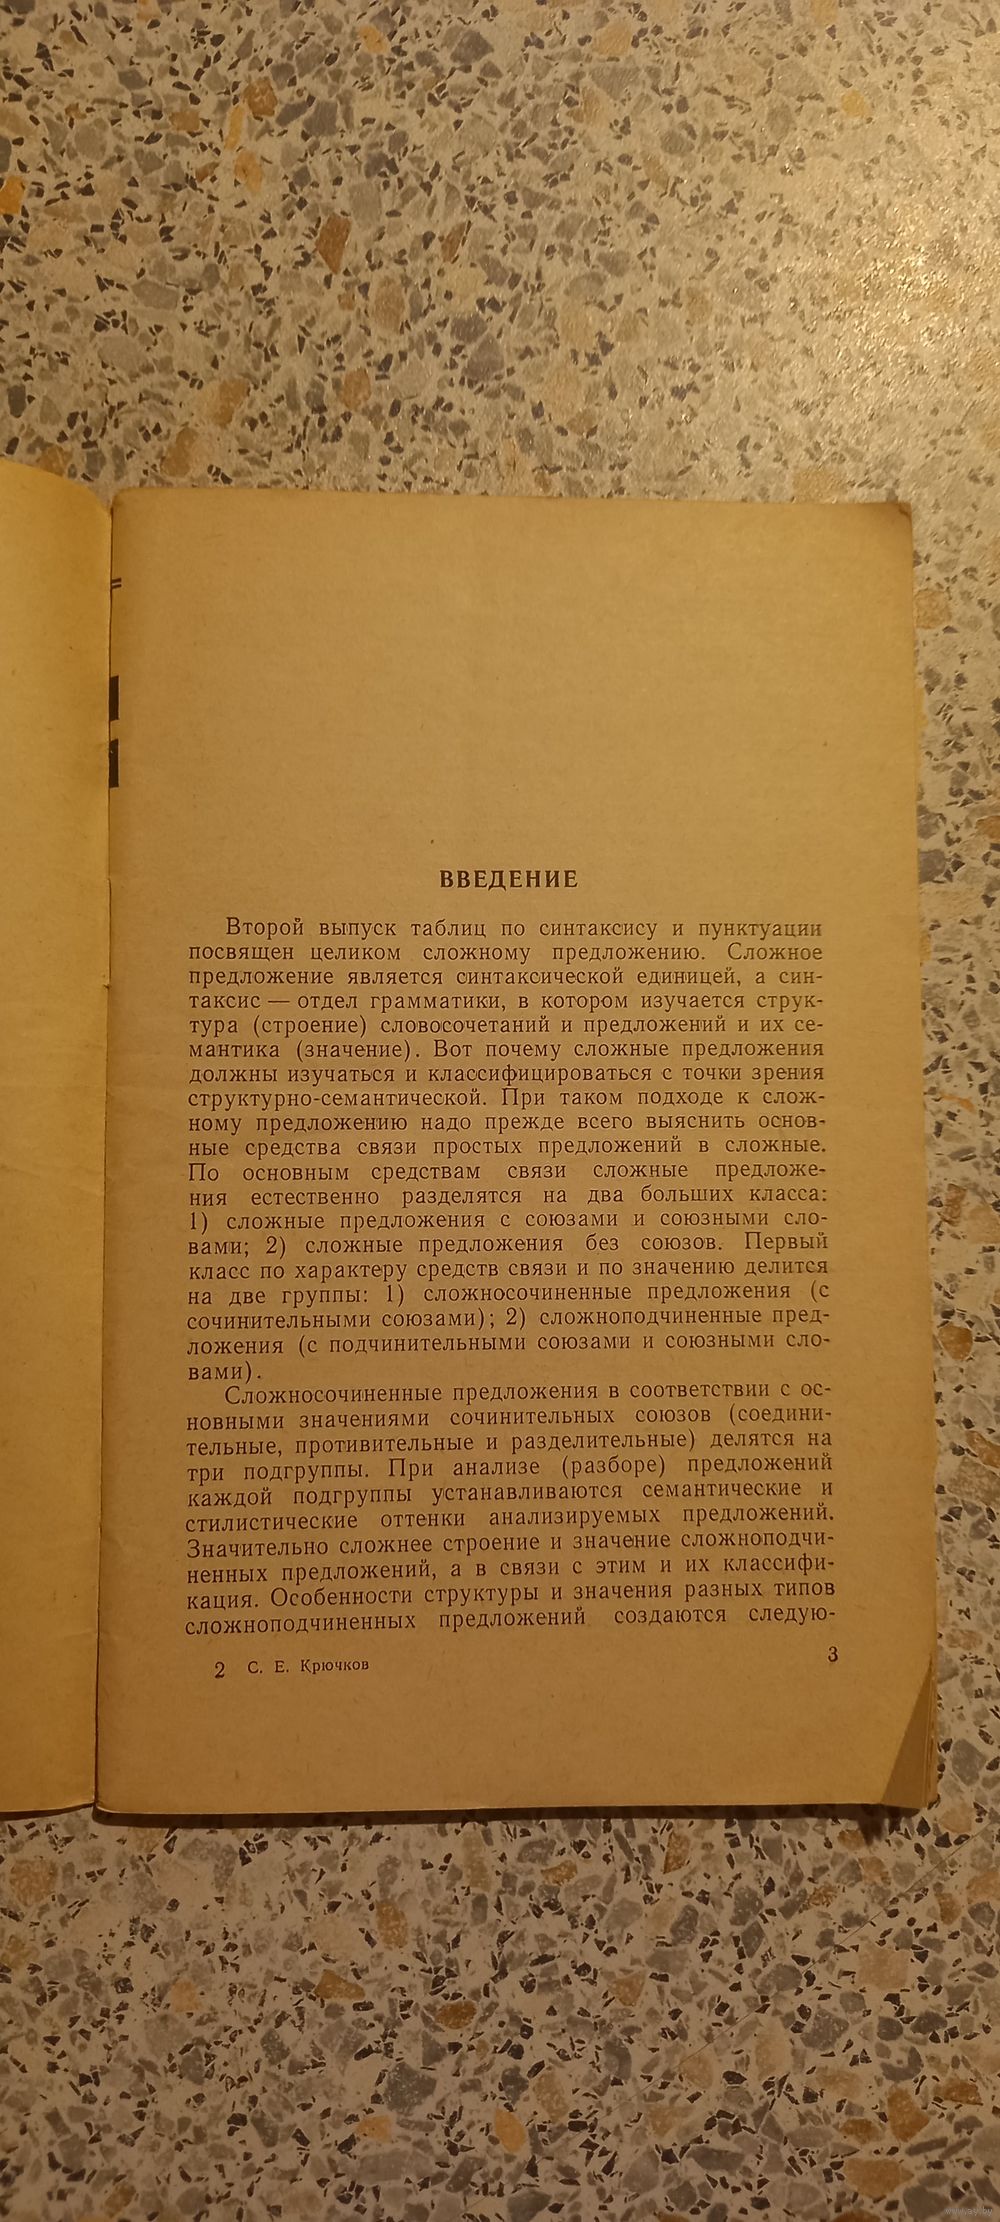 ВВЕДЕНИЕ
Второй выпуск таблиц по синтаксису и пунктуации
посвящен целиком сложному предложению. Сложное
предложение является синтаксической единицей, а син-
таксис — отдел грамматики, в котором изучается струк-
тура (строение) словосочетаний и предложений и их се-
мантика (значение). Вот почему сложные предложения
должны изучаться и классифицироваться с точки зрения
структурно-семантической. При таком подходе к слож-
ному предложению надо прежде всего выяснить основ-
ные средства связи простых предложений в сложные.
По основным средствам связи сложные предложе-
ния естественно разделятся на два больших класса:
1) сложные предложения с союзами и союзными сло-
вами; 2) сложные предложения без союзов. Первый
класс по характеру средств связи и по значению делится
на две группы: 1) сложносочиненные предложения (с
сочинительными союзами); 2) сложноподчиненные пред-
ложения (с подчинительными союзами и союзными сло-
вами).
Сложносочиненные предложения в соответствии с ос-
новными значениями сочинительных союзов (соедини-
тельные, противительные и разделительные) делятся на
три подгруппы. При анализе (разборе) предложений
каждой подгруппы устанавливаются семантические и
стилистические оттенки анализируемых предложений.
Значительно сложнее строение и значение сложноподчи-
ненных предложений, а в связи с этим и их классифи-
кация. Особенности структуры и значения разных типов
сложноподчиненных предложений создаются следую-
2 С. Е. Крючков
3
www.ay.by